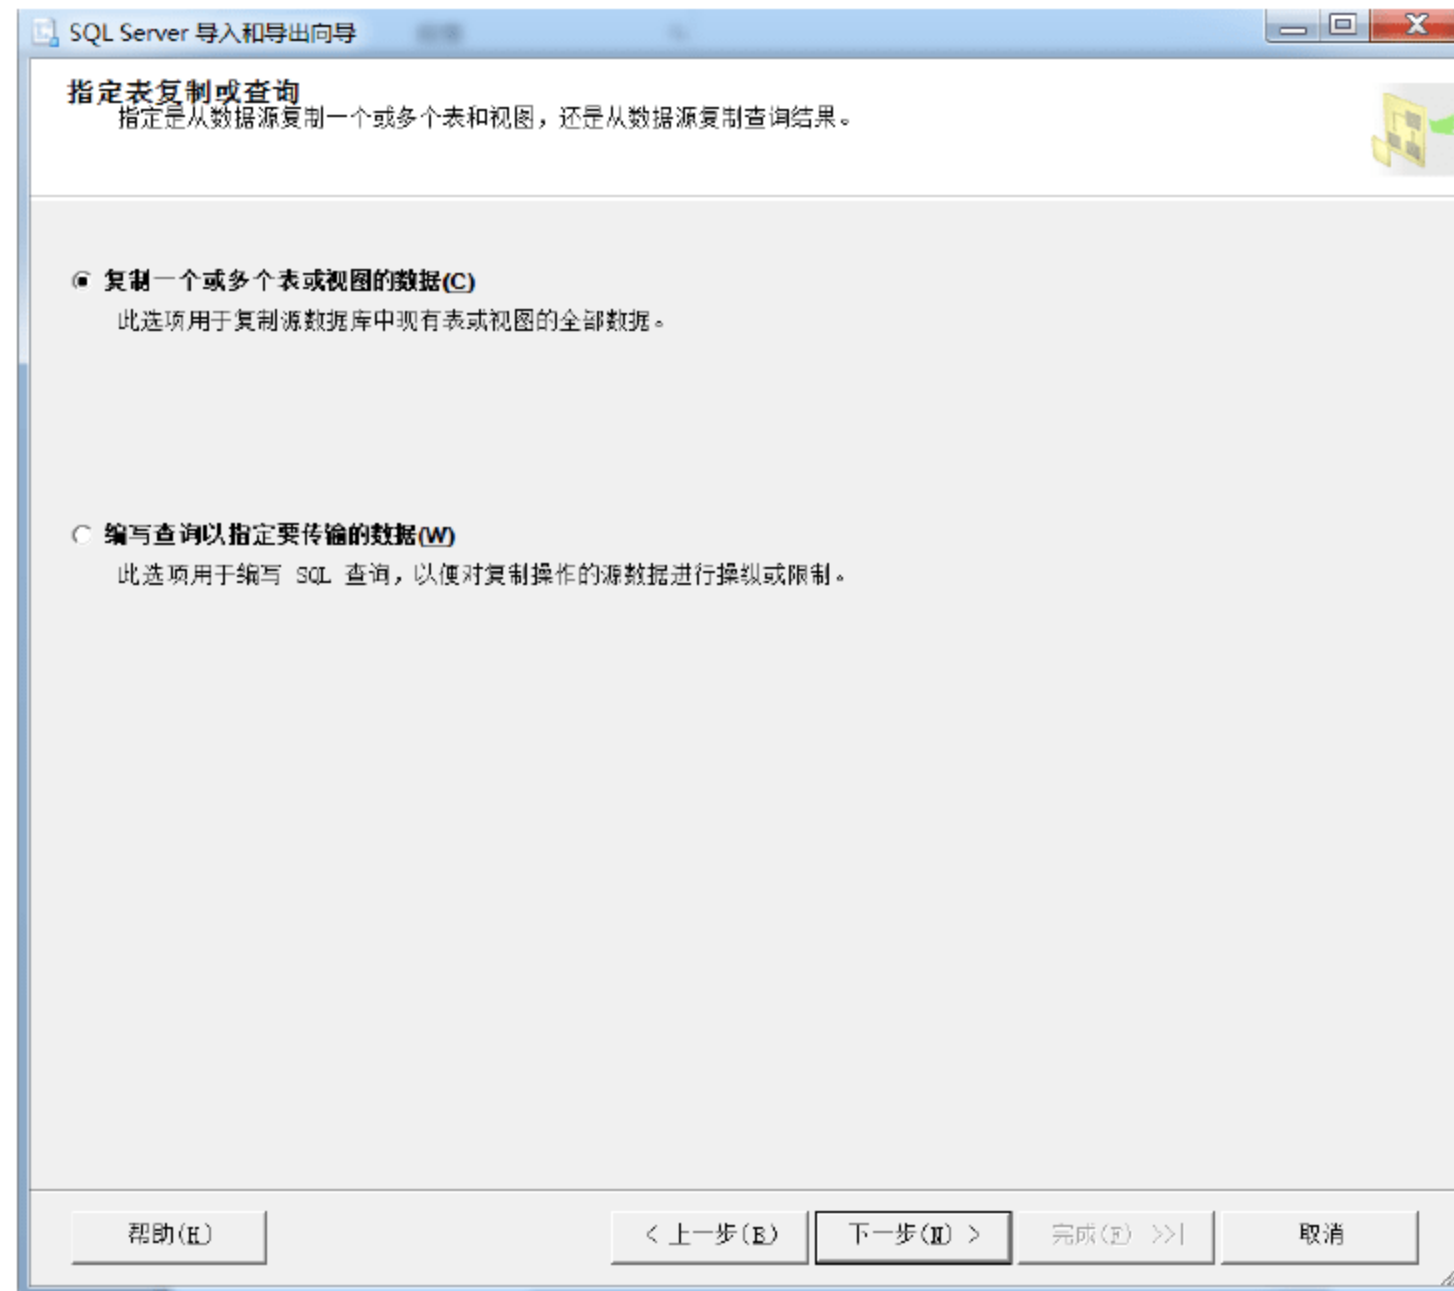 SQL Server 导入和导出向导
指定表复制或查询
指定是从数据源复制一个或多个表和视图，还是从数据源复制查询结果。
复制一个或多个表或视图的数据(C)
此选项用于复制源数据库中现有表或视图的全部数据。
编写查询以指定要传输的数据(W)
此选项用于编写 SQL 查询，以便对复制操作的源数据进行操纵或限制。
帮助(H)
< 上一步(B)
下一步(N) >
完成(F) >>|
取消